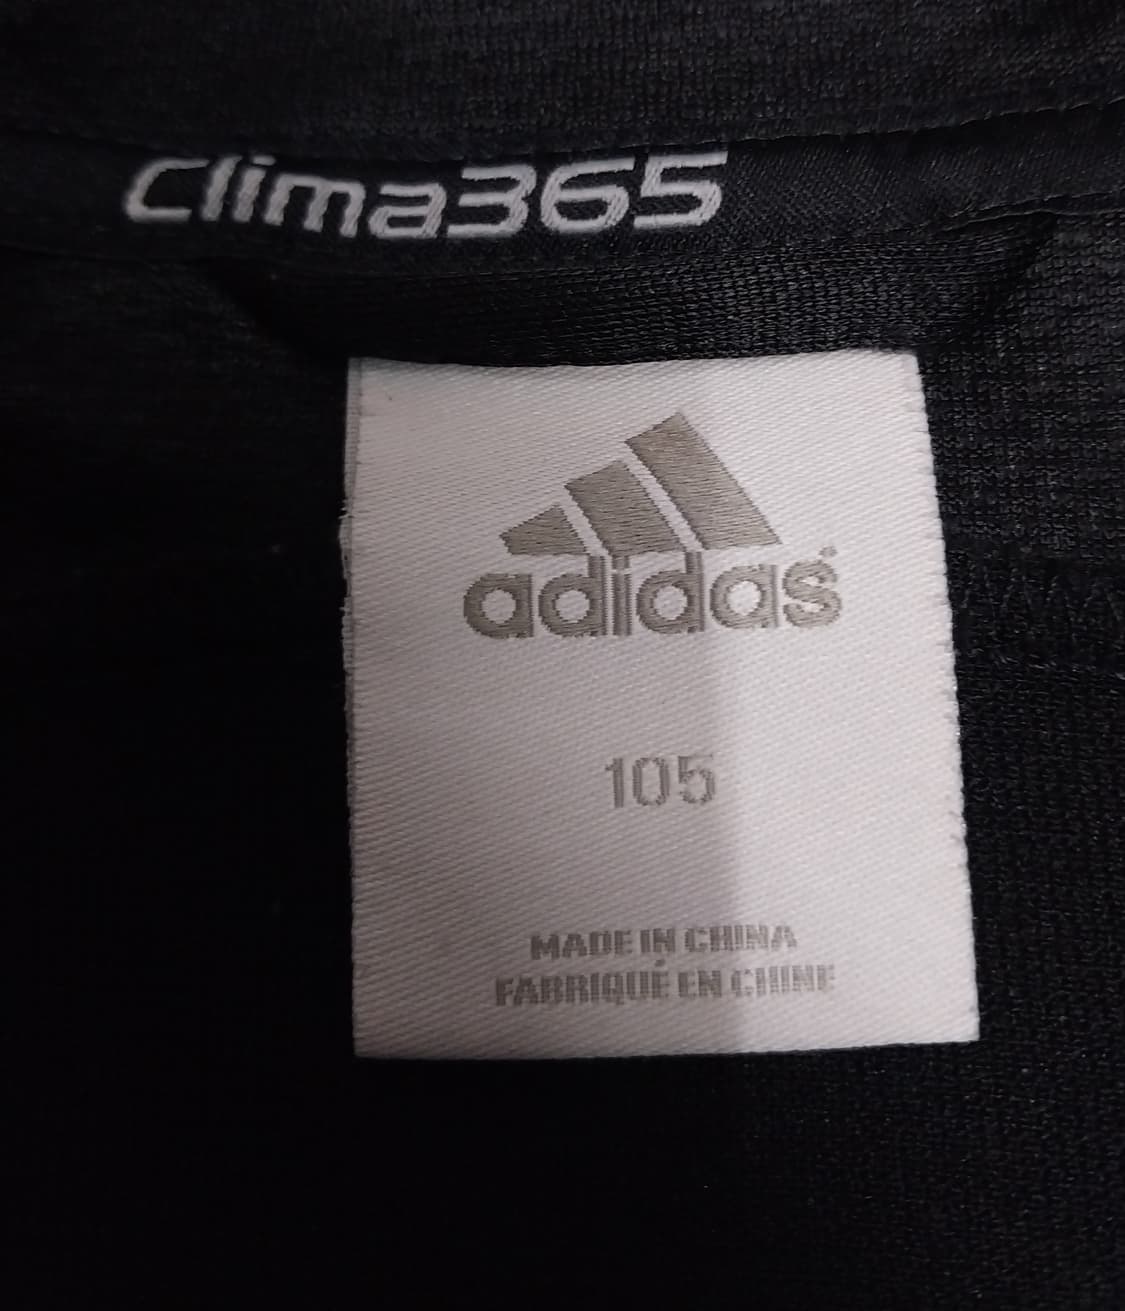 Clima365
adidas®
105
MADE IN CHINA
FABRIQUÉ EN CHINE